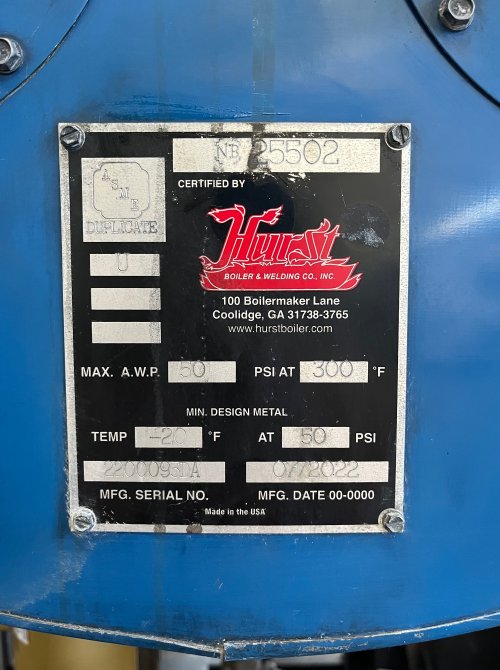 NB 25502
ASME
DUPLICATE
CERTIFIED BY
U
Hurst
BOILER & WELDING CO., INC.
100 Boilermaker Lane
Coolidge, GA 31738-3765
www.hurstboiler.com
MAX. A.W.P. 50 PSI AT 300 °F
MIN. DESIGN METAL
TEMP -20 °F AT 50 PSI
2200095DA 07/2022
MFG. SERIAL NO. MFG. DATE 00-0000
Made in the USA